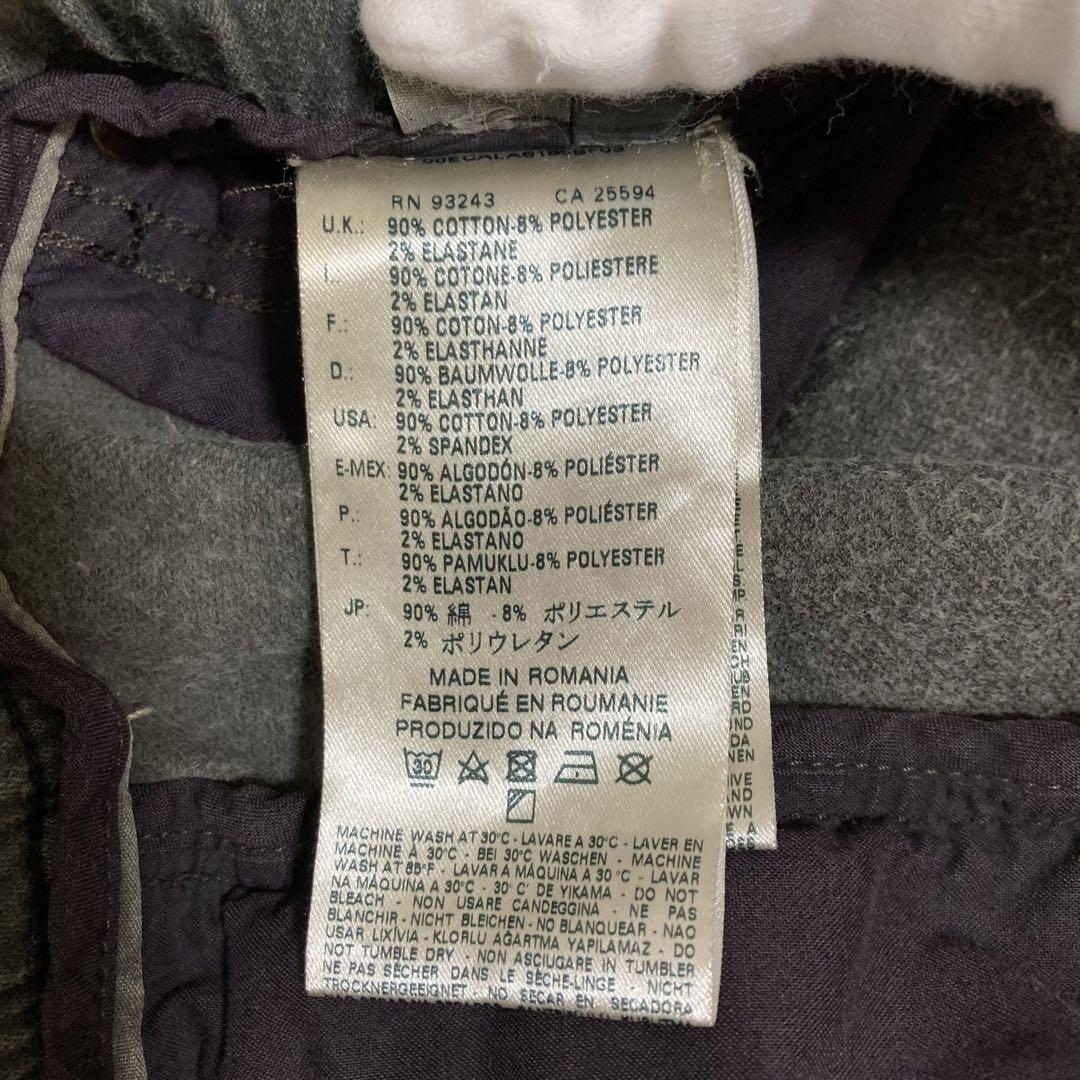 RN 93243 CA 25594
U.K.: 90% COTTON-8% POLYESTER
2% ELASTANE
I.: 90% COTONE-8% POLIESTERE
2% ELASTAN
F.: 90% COTON-8% POLYESTER
2% ELASTHANNE
D.: 90% BAUMWOLLE-8% POLYESTER
2% ELASTHAN
USA: 90% COTTON-8% POLYESTER
2% SPANDEX
E-MEX: 90% ALGODÓN-8% POLIÉSTER
2% ELASTANO
P.: 90% ALGODÃO-8% POLIÉSTER
2% ELASTANO
T.: 90% PAMUKLU-8% POLYESTER
2% ELASTAN
JP: 90% 綿 -8% ポリエステル
2% ポリウレタン
MADE IN ROMANIA
FABRIQUÉ EN ROUMANIE
PRODUZIDO NA ROMÉNIA
30
MACHINE WASH AT 30°C - LAVARE A 30°C - LAVER EN
MACHINE À 30°C - BEI 30°C WASCHEN - MACHINE
WASH AT 85°F - LAVAR A MÁQUINA A 30°C - LAVAR
NA MÁQUINA A 30°C - 30°C' DE YIKAMA - DO NOT
BLEACH - NON USARE CANDEGGINA - NE PAS
BLANCHIR - NICHT BLEICHEN - NO BLANQUEAR - NAO
USAR LIXÍVIA - KLORLU AĞARTMA YAPILAMAZ - DO
NOT TUMBLE DRY - NON ASCIUGARE IN TUMBLER
NE PAS SÉCHER DANS LE SÈCHE-LINGE - NICHT
TROCKNERGEEIGNET - NO SECAR EN SECADORA